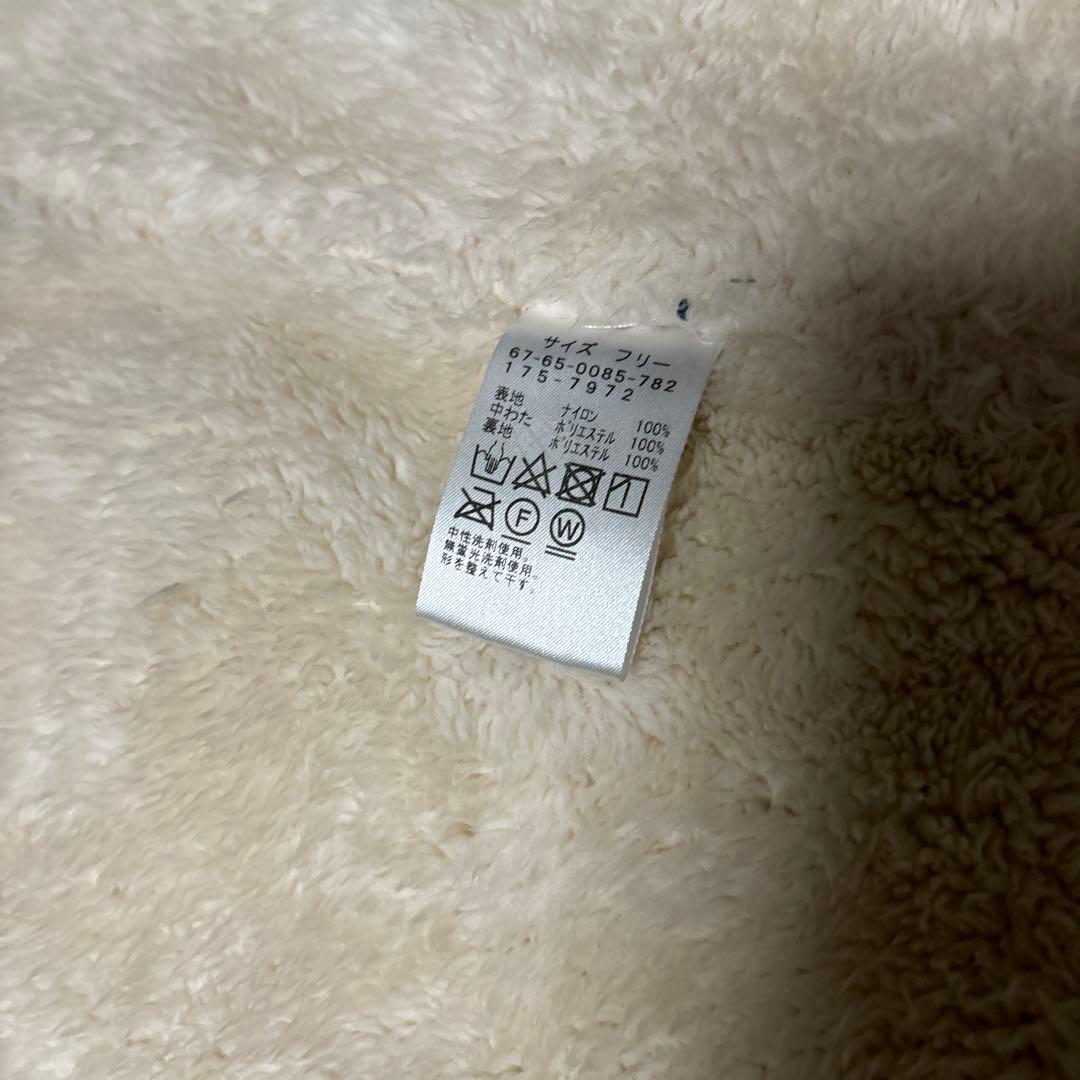 サイズ フリー
67-65-0085-782
175-7972
表地 ナイロン 100%
中わた ポリエステル 100%
裏地 ポリエステル 100%
F W
中性洗剤使用。
無蛍光洗剤使用。
形を整えて干す。